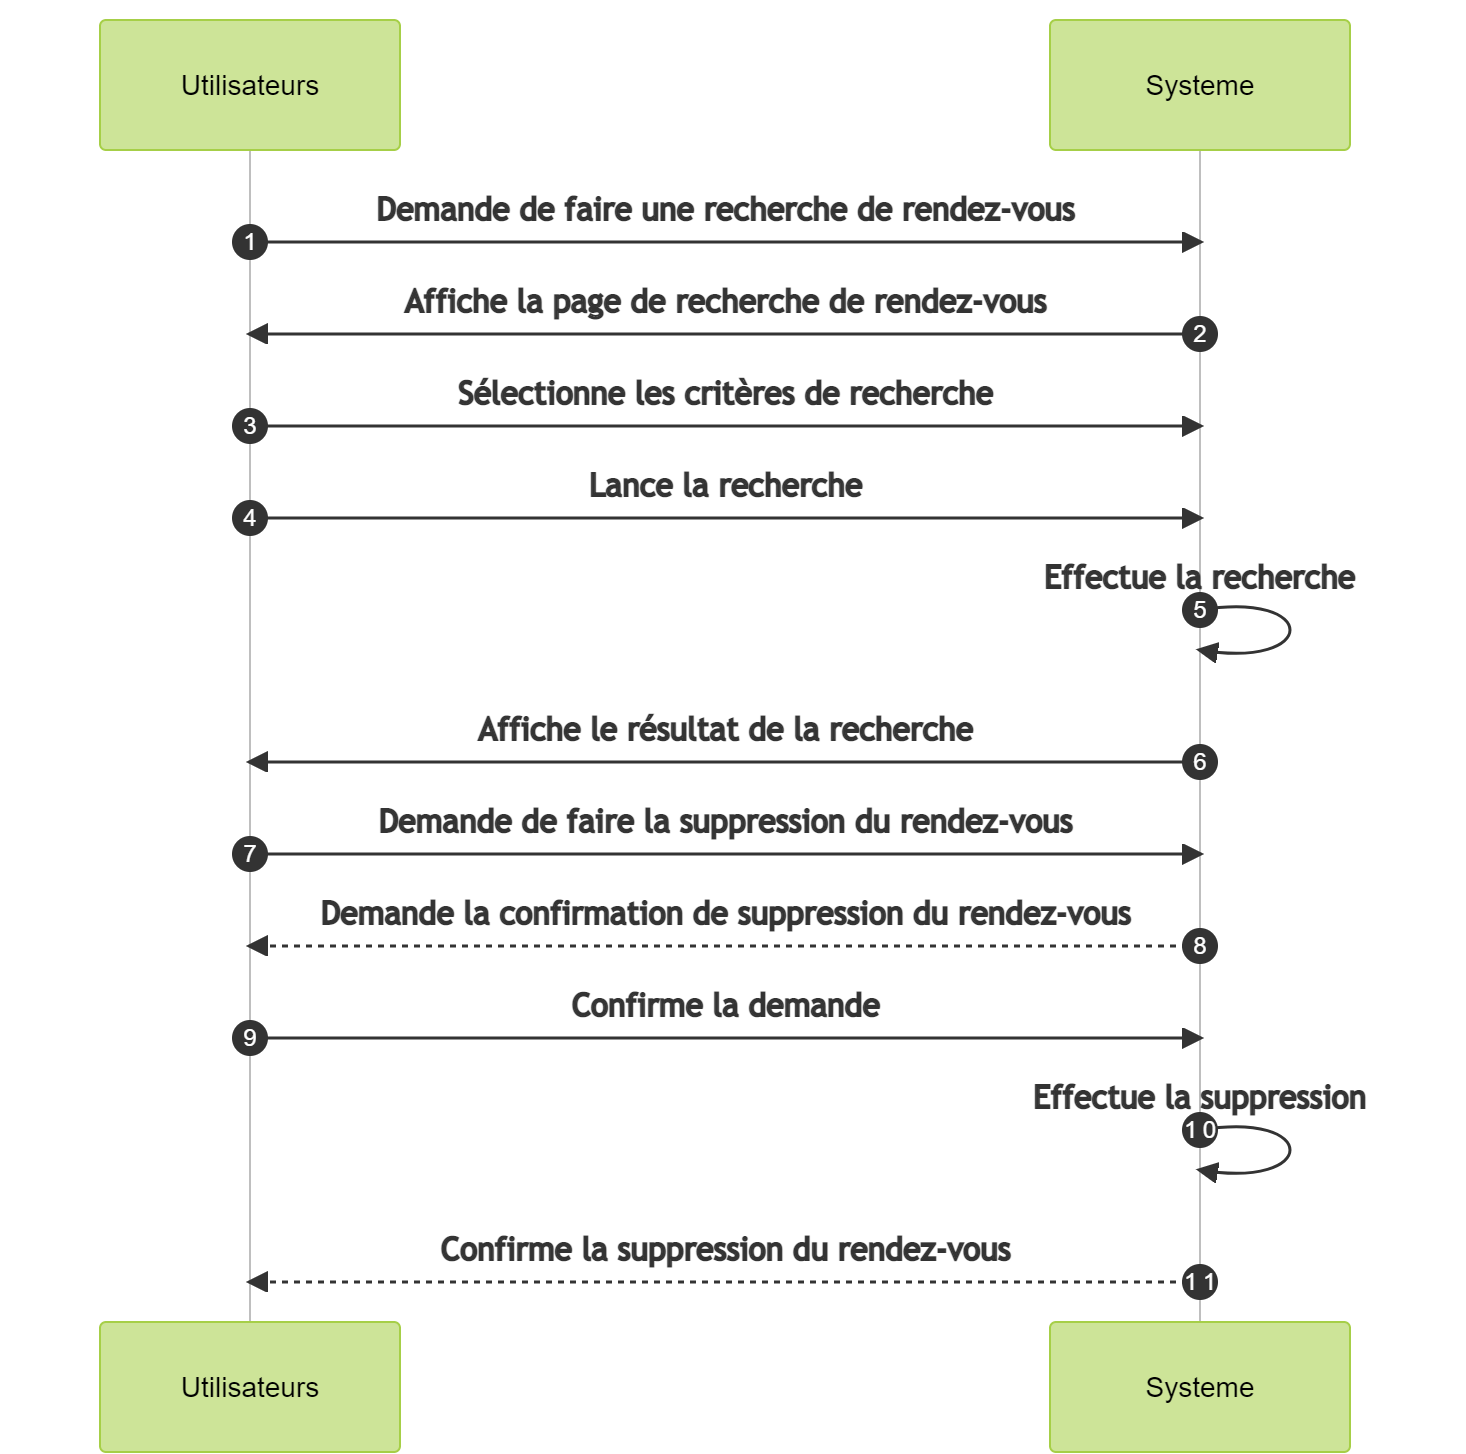 Utilisateurs
Systeme
Demande de faire une recherche de rendez-vous
1
Affiche la page de recherche de rendez-vous
2
Sélectionne les critères de recherche
3
Lance la recherche
4
Effectue la recherche
5
Affiche le résultat de la recherche
6
Demande de faire la suppression du rendez-vous
7
Demande la confirmation de suppression du rendez-vous
8
Confirme la demande
9
Effectue la suppression
10
Confirme la suppression du rendez-vous
11
Utilisateurs
Systeme